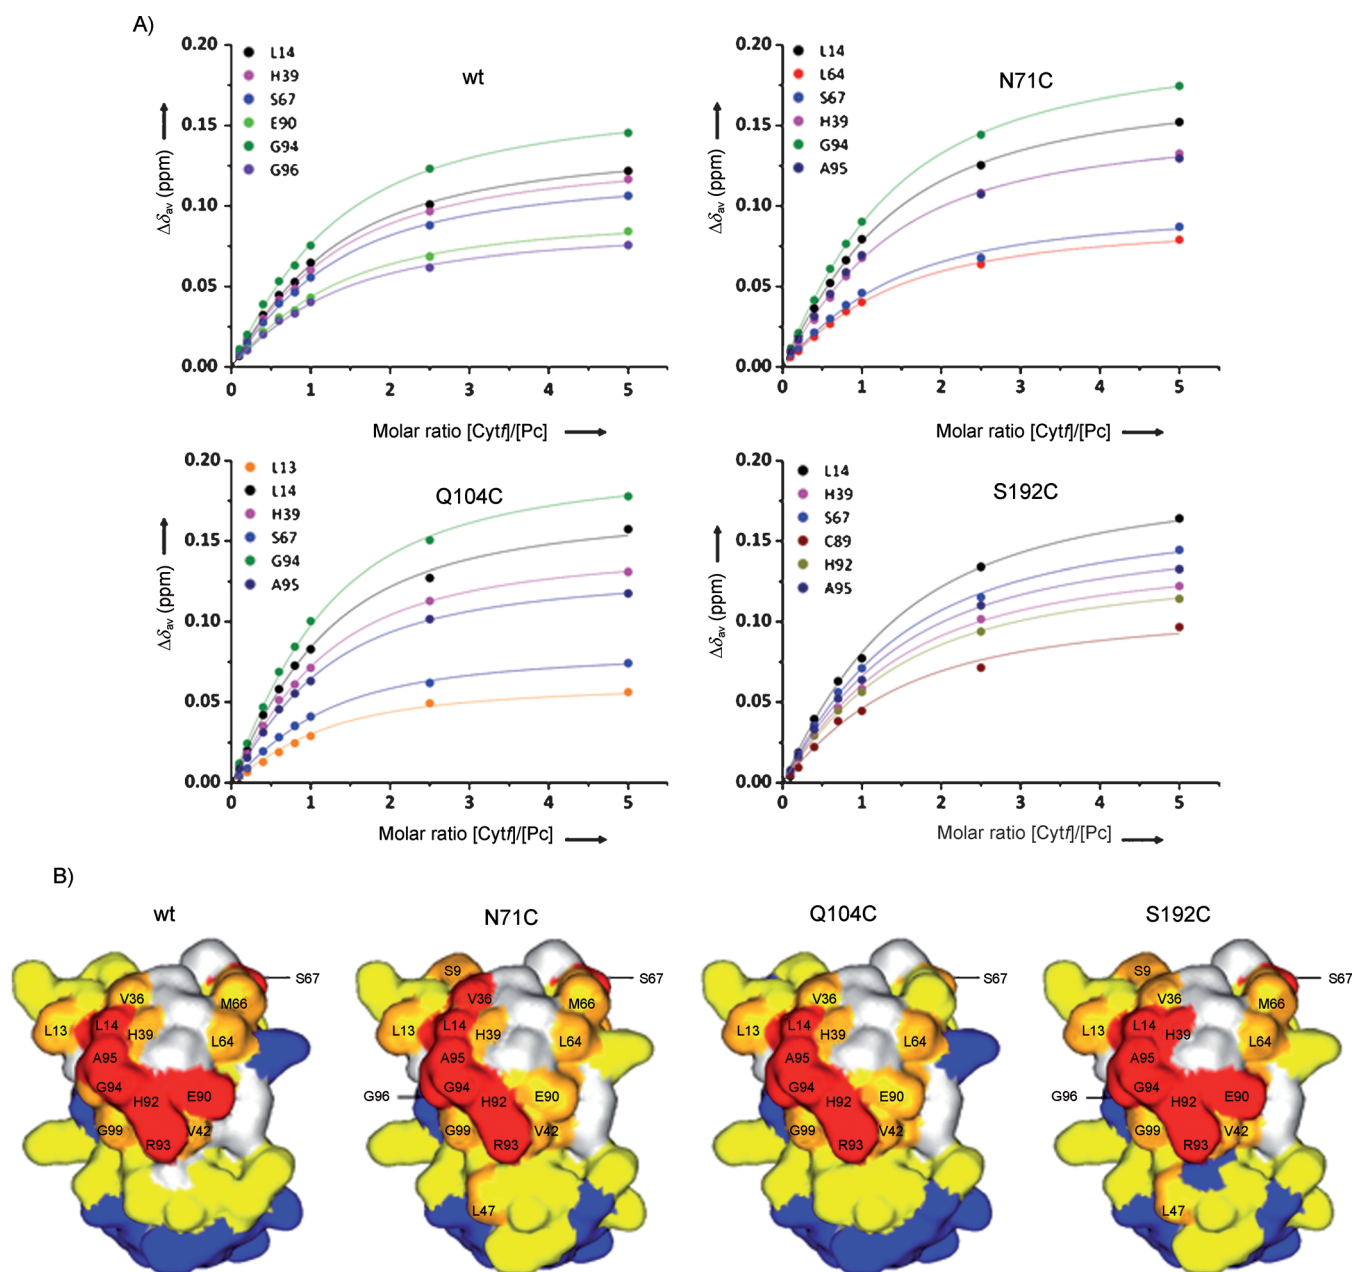 A)
wt
0.20
0.15
0.10
0.05
0.00
Δδav (ppm)
L14
H39
S67
E90
G94
G96
0 1 2 3 4 5
Molar ratio [Cytf]/[Pc]
N71C
0.20
0.15
0.10
0.05
0.00
Δδav (ppm)
L14
L64
S67
H39
G94
A95
0 1 2 3 4 5
Molar ratio [Cytf]/[Pc]
Q104C
0.20
0.15
0.10
0.05
0.00
Δδav (ppm)
L13
L14
H39
S67
G94
A95
0 1 2 3 4 5
Molar ratio [Cytf]/[Pc]
S192C
0.20
0.15
0.10
0.05
0.00
Δδav (ppm)
L14
H39
S67
C89
H92
A95
0 1 2 3 4 5
Molar ratio [Cytf]/[Pc]
B)
wt
S67
V36
M66
L13
L14
H39
L64
A95
G94
H92
E90
G99
R93
V42
N71C
S9
S67
V36
M66
L13
L14
H39
L64
A95
G94
G96
H92
E90
G99
R93
V42
L47
Q104C
S67
V36
M66
L13
L14
H39
L64
A95
G94
H92
E90
G99
R93
V42
S192C
S9
S67
V36
M66
L13
L14
H39
L64
A95
G94
G96
H92
E90
G99
R93
V42
L47